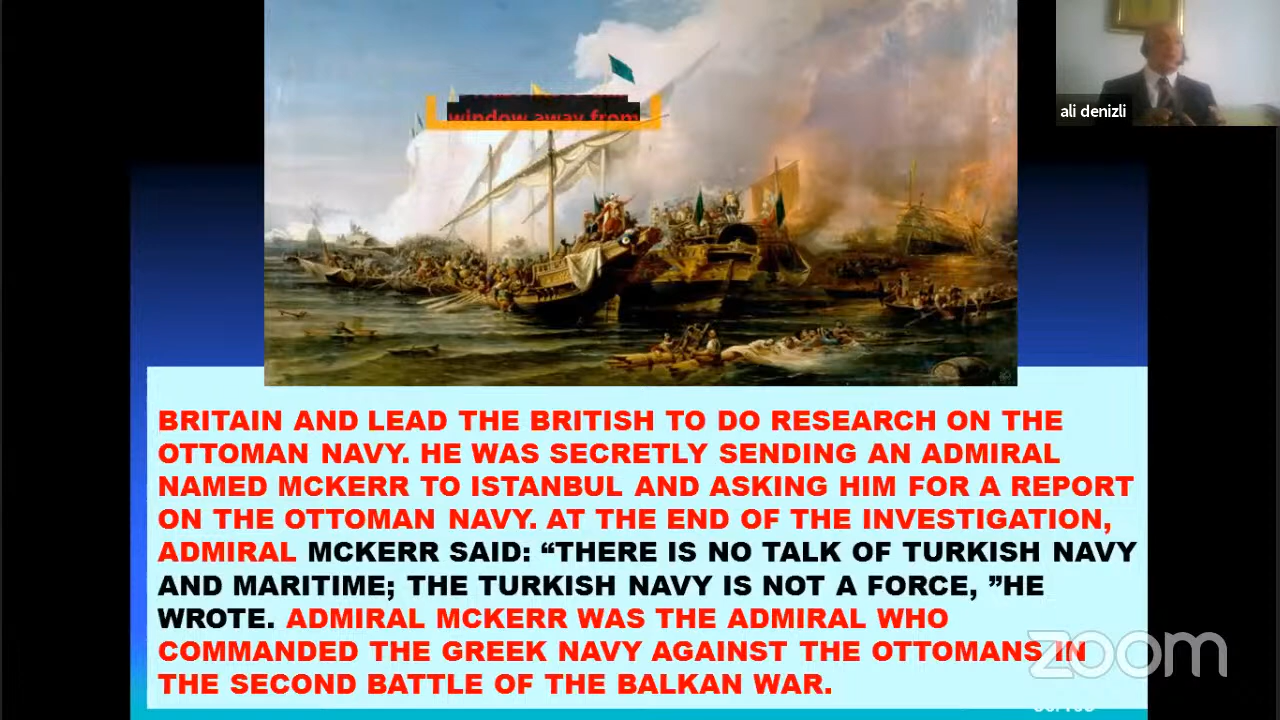 window away from
ali denizli
BRITAIN AND LEAD THE BRITISH TO DO RESEARCH ON THE
OTTOMAN NAVY. HE WAS SECRETLY SENDING AN ADMIRAL
NAMED MCKERR TO ISTANBUL AND ASKING HIM FOR A REPORT
ON THE OTTOMAN NAVY. AT THE END OF THE INVESTIGATION,
ADMIRAL MCKERR SAID: “THERE IS NO TALK OF TURKISH NAVY
AND MARITIME; THE TURKISH NAVY IS NOT A FORCE, ”HE
WROTE. ADMIRAL MCKERR WAS THE ADMIRAL WHO
COMMANDED THE GREEK NAVY AGAINST THE OTTOMANS IN
THE SECOND BATTLE OF THE BALKAN WAR.
zoom